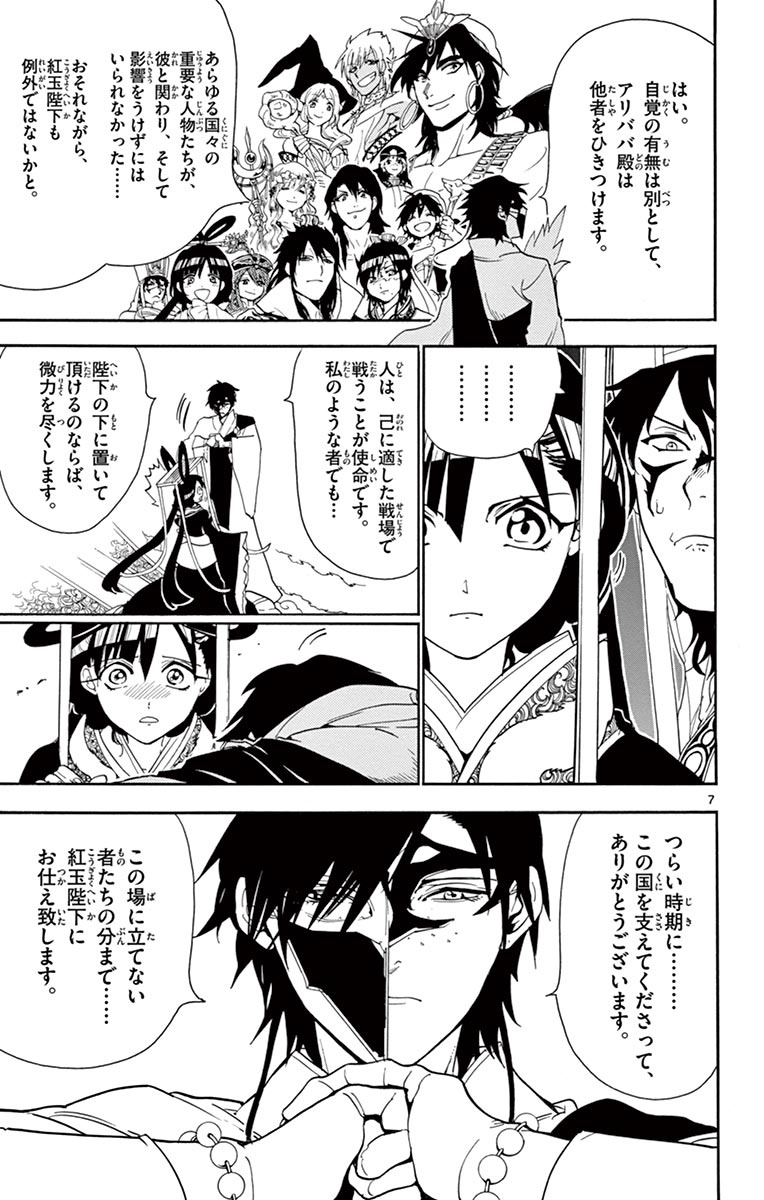 はい。
自覚の有無は別として、
アリババ殿は
他者をひきつけます。
あらゆる国々の
重要な人物たちが、
彼と関わり、そして
影響をうけずには
いられなかった……
おそれながら、
紅玉陛下も
例外ではないかと。
………
………
人は、己に適した戦場で
戦うことが使命です。
私のような者でも…
陛下の下に置いて
頂けるのならば、
微力を尽くします。
7
つらい時期に…………
この国を支えてくださって、
ありがとうございます。
この場に立てない
者たちの分まで……
紅玉陛下に
お仕え致します。